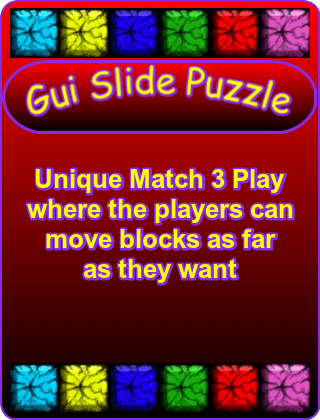 Gui Slide Puzzle
Unique Match 3 Play
where the players can
move blocks as far
as they want